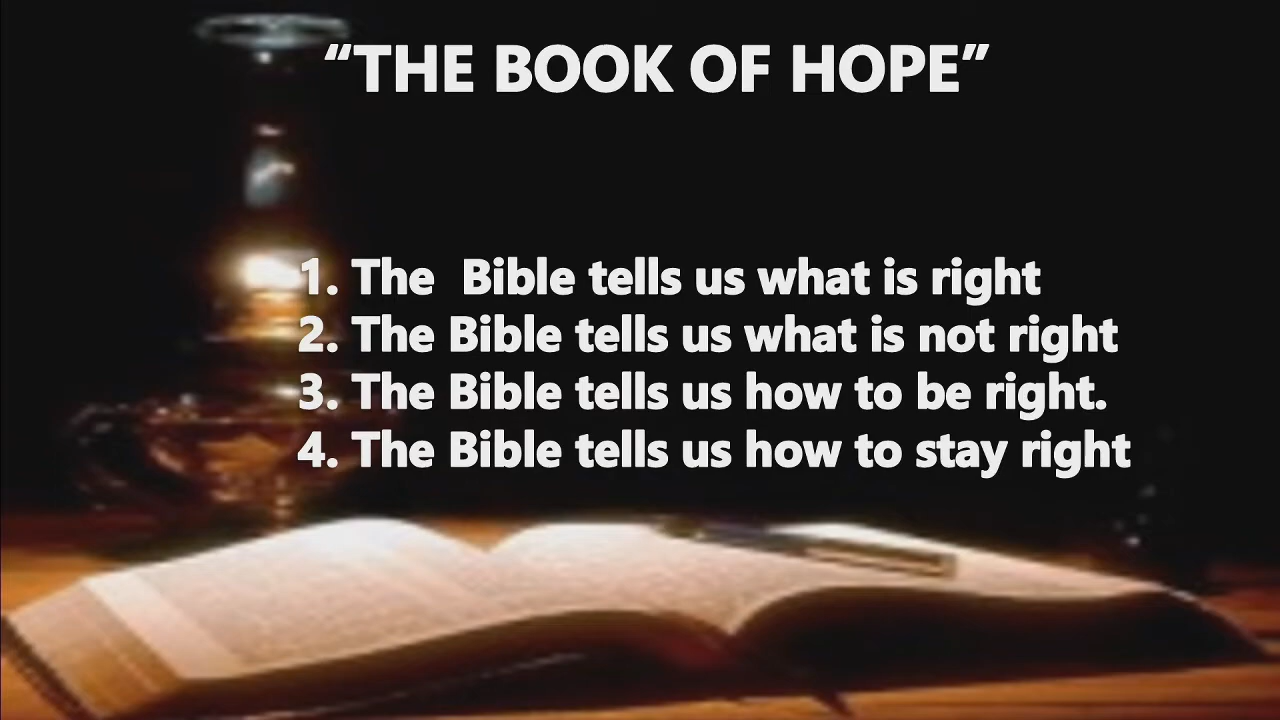 “THE BOOK OF HOPE”
1. The  Bible tells us what is right
2. The Bible tells us what is not right
3. The Bible tells us how to be right.
4. The Bible tells us how to stay right